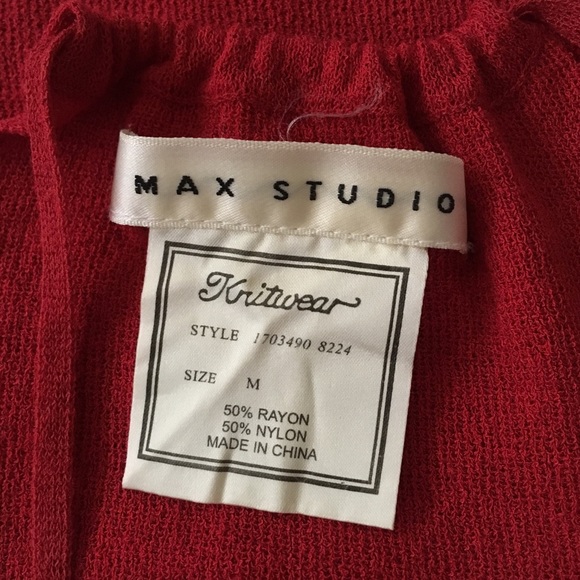 MAX STUDIO
Knitwear
STYLE 1703490 8224
SIZE M
50% RAYON
50% NYLON
MADE IN CHINA